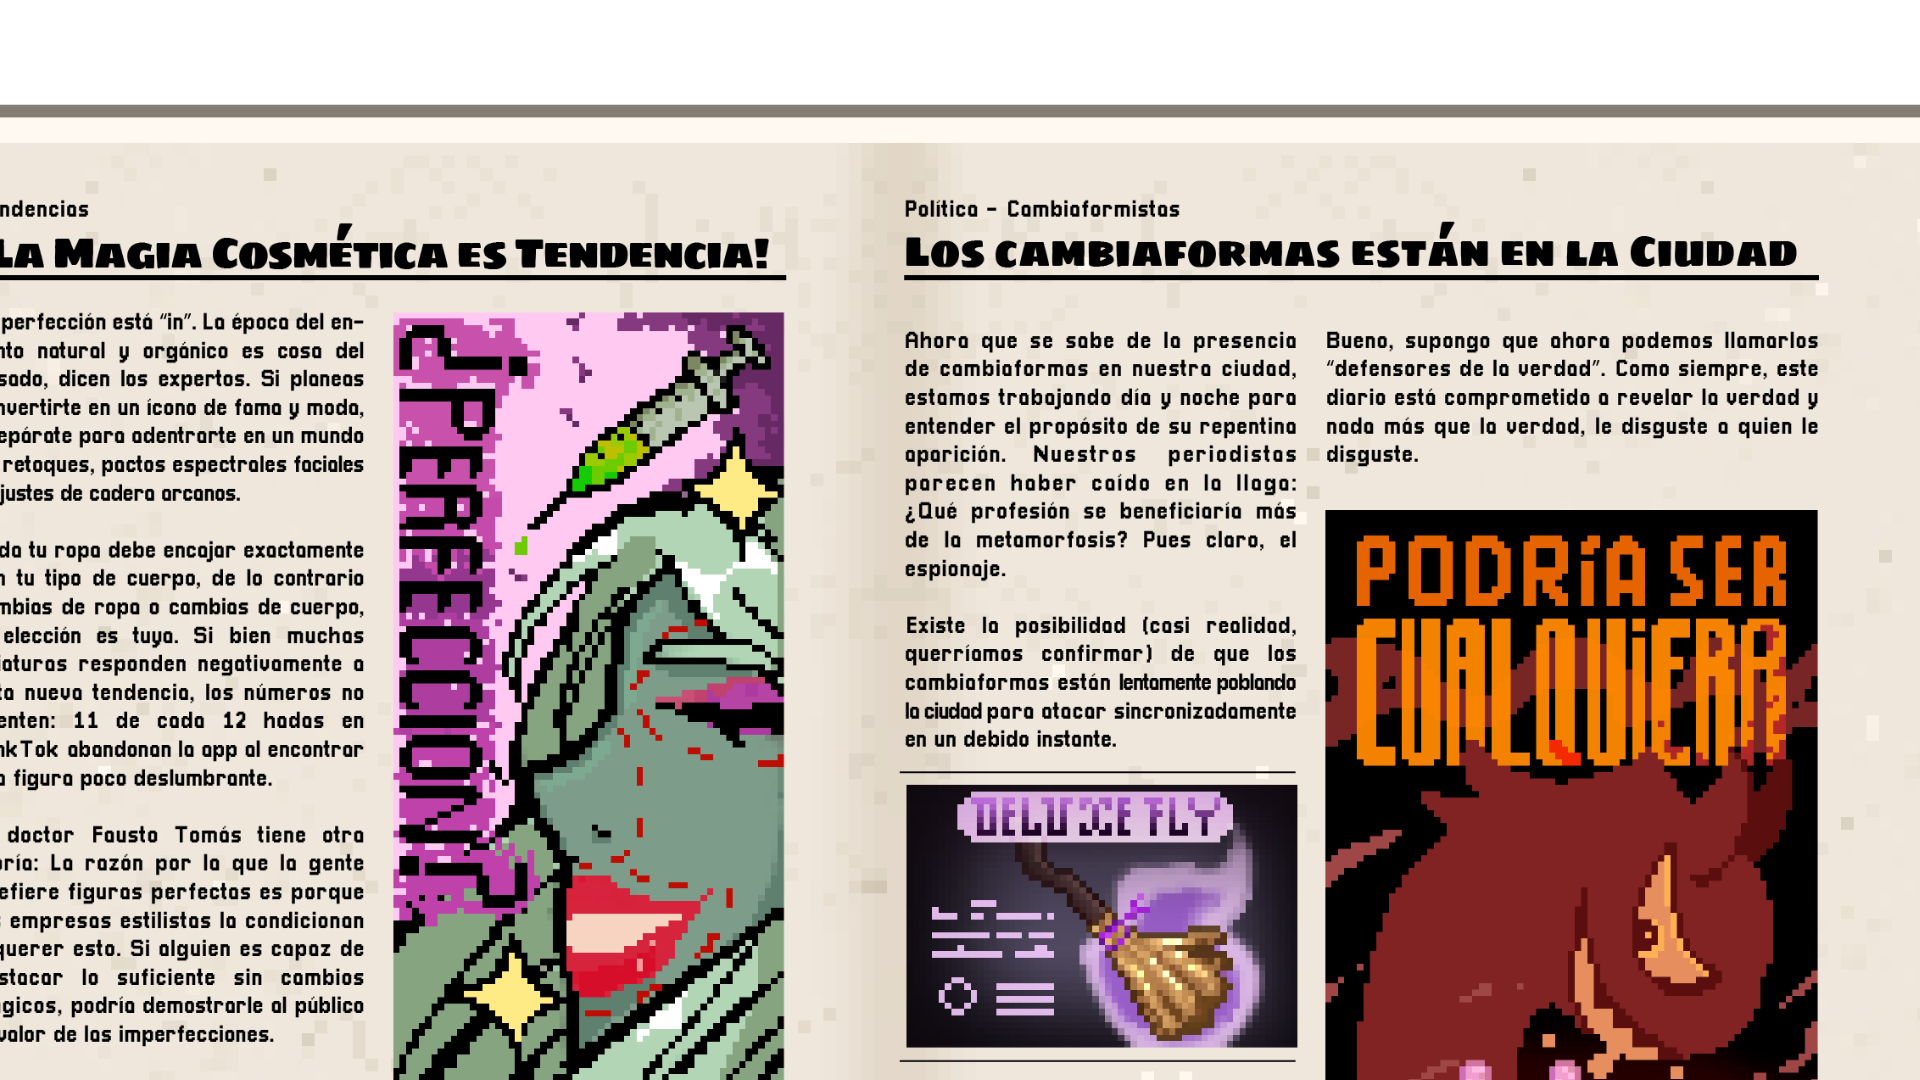 ndencias
La Magia Cosmética es Tendencia!
perfección está “in”. La época del en-
nto natural y orgánico es cosa del
sado, dicen los expertos. Si planeas
nvertirte en un ícono de fama y moda,
epárate para adentrarte en un mundo
retoques, pactos espectrales faciales
justes de cadera arcanos.
da tu ropa debe encajar exactamente
n tu tipo de cuerpo, de lo contrario
mbias de ropa o cambias de cuerpo,
elección es tuya. Si bien muchas
iaturas responden negativamente a
ta nueva tendencia, los números no
enten: 11 de cada 12 hadas en
nkTok abandonan la app al encontrar
a figura poco deslumbrante.
doctor Fausto Tomás tiene otra
oría: La razón por la que la gente
efiere figuras perfectas es porque
s empresas estilistas la condicionan
querer esto. Si alguien es capaz de
stacar lo suficiente sin cambios
ágicos, podría demostrarle al público
valor de las imperfecciones.
¿PERFECCIÓN?
Política - Cambiaformistas
Los cambiaformas están en la Ciudad
Ahora que se sabe de la presencia
de cambiaformas en nuestra ciudad,
estamos trabajando día y noche para
entender el propósito de su repentina
aparición. Nuestros periodistas
parecen haber caído en la llaga:
¿Qué profesión se beneficiaría más
de la metamorfosis? Pues claro, el
espionaje.
Existe la posibilidad (casi realidad,
querríamos confirmar) de que los
cambiaformas están lentamente poblando
la ciudad para atacar sincronizadamente
en un debido instante.
DELUXE FLY
Bueno, supongo que ahora podemos llamarlos
“defensores de la verdad”. Como siempre, este
diario está comprometido a revelar la verdad y
nada más que la verdad, le disguste a quien le
disguste.
PODRÍA SER
CUALQUIERA